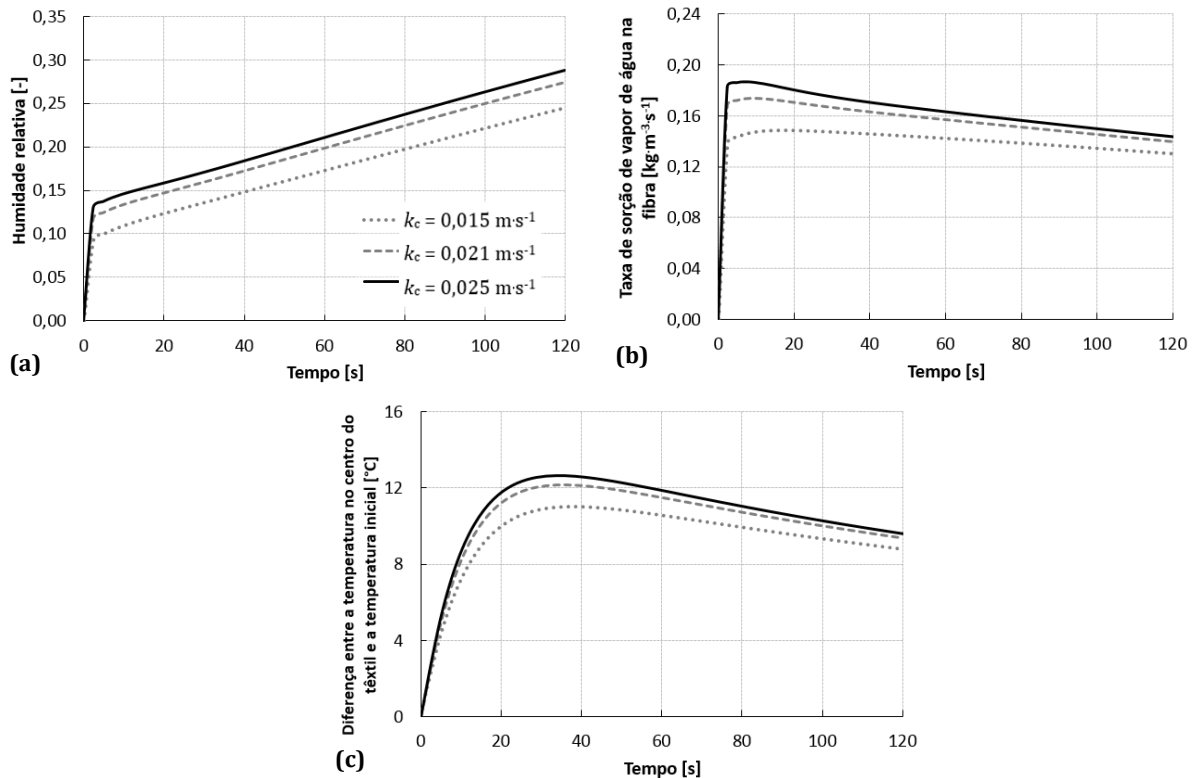 0,35
0,30
0,25
0,20
0,15
0,10
0,05
0,00
Humidade relativa [-]
0 20 40 60 80 100 120
Tempo [s]
kc = 0,015 m·s-1
kc = 0,021 m·s-1
kc = 0,025 m·s-1
(a)
0,24
0,20
0,16
0,12
0,08
0,04
0,00
Taxa de sorção de vapor de água na
fibra [kg·m-3·s-1]
0 20 40 60 80 100 120
Tempo [s]
(b)
16
12
8
4
0
Diferença entre a temperatura no centro do
têxtil e a temperatura inicial [°C]
0 20 40 60 80 100 120
Tempo [s]
(c)